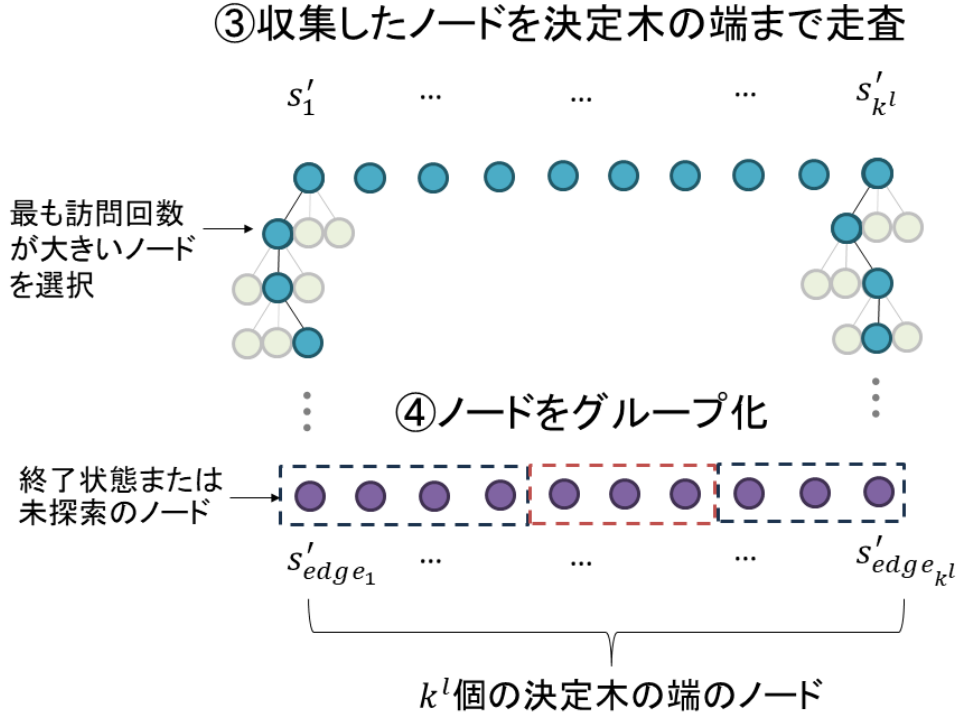 ③収集したノードを決定木の端まで走査
s′₁ … … … s′_{k^l}
最も訪問回数
が大きいノード
を選択
④ノードをグループ化
終了状態または
未探索のノード
s′_{edge₁} … … … s′_{edge_{k^l}}
k^l個の決定木の端のノード